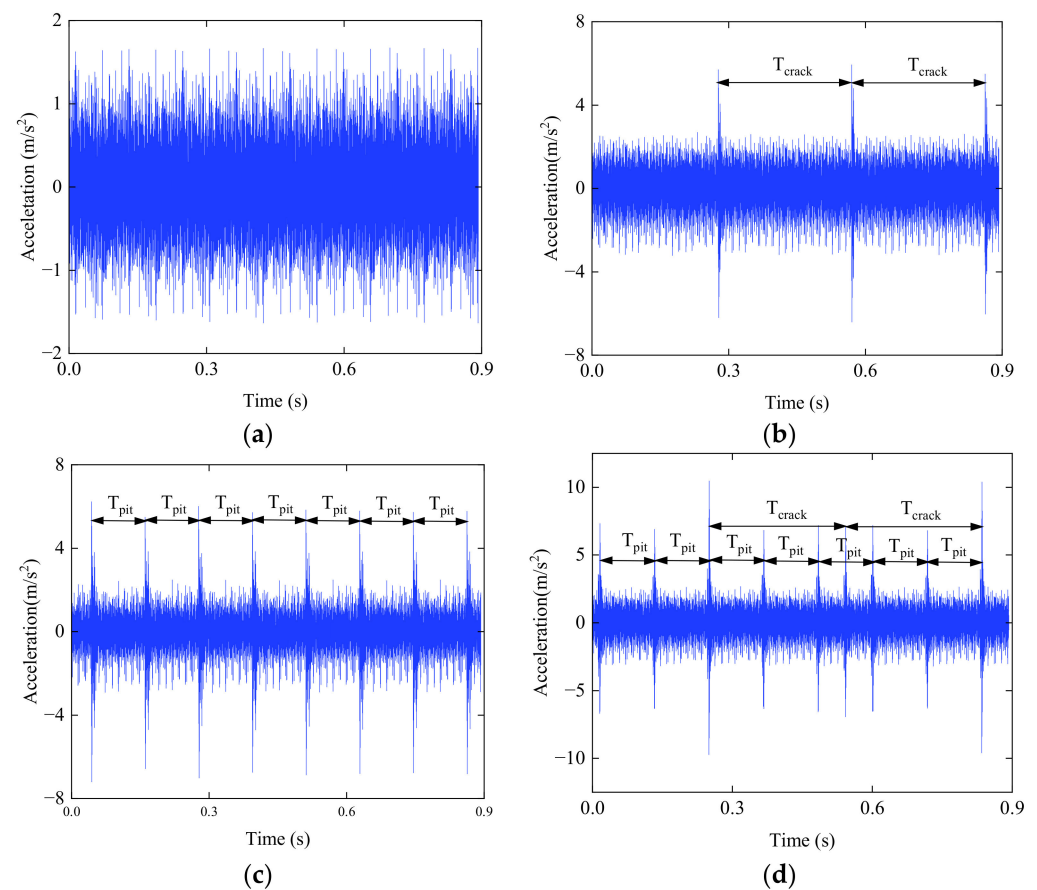 2
1
0
−1
−2
Acceletation (m/s²)
0.0 0.3 0.6 0.9
Time (s)
(a)
8
4
0
−4
−8
Acceleration(m/s²)
T_crack T_crack
0.0 0.3 0.6 0.9
Time (s)
(b)
8
4
0
−4
−8
Acceleration(m/s²)
T_pit T_pit T_pit T_pit T_pit T_pit T_pit
0.0 0.3 0.6 0.9
Time (s)
(c)
10
5
0
−5
−10
Acceleration(m/s²)
T_crack T_crack
T_pit T_pit T_pit T_pit T_pit T_pit T_pit
0.0 0.3 0.6 0.9
Time (s)
(d)